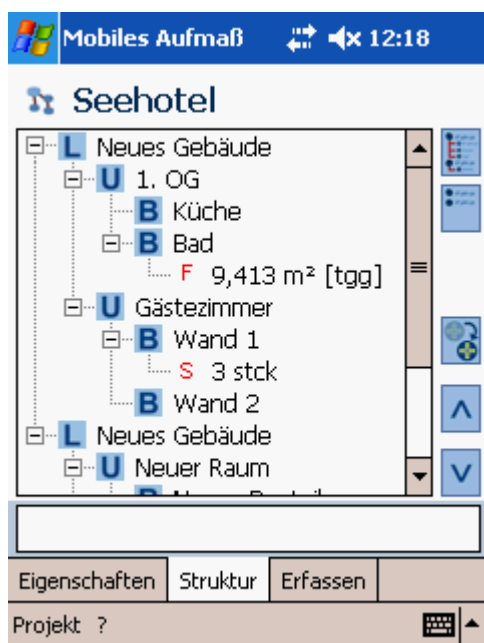 Mobiles Aufmaß 12:18
Seehotel
L Neues Gebäude
U 1. OG
B Küche
B Bad
F 9,413 m² [tgg]
U Gästezimmer
B Wand 1
S 3 stck
B Wand 2
L Neues Gebäude
U Neuer Raum
Eigenschaften Struktur Erfassen
Projekt ?